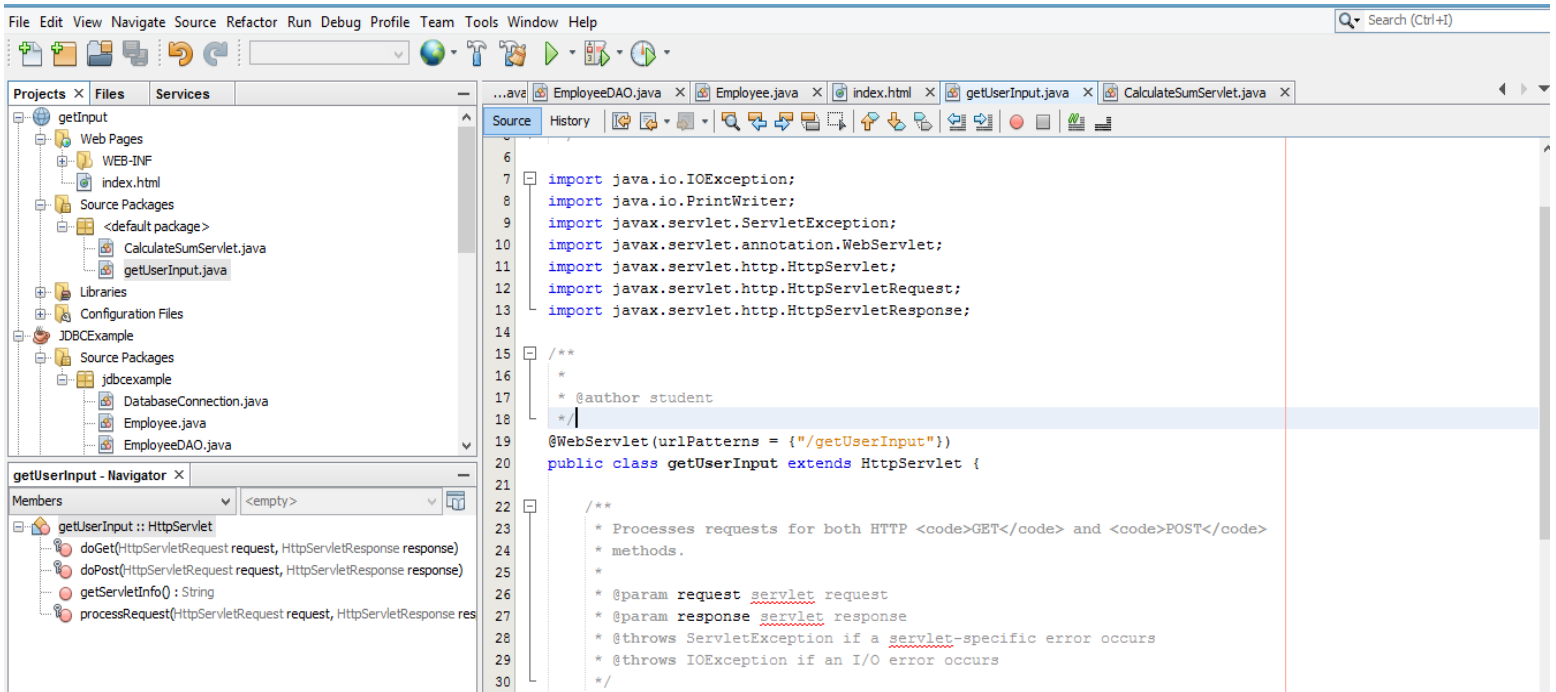 File Edit View Navigate Source Refactor Run Debug Profile Team Tools Window Help
Search (Ctrl+I)
Projects Files Services
getInput
Web Pages
WEB-INF
index.html
Source Packages
<default package>
CalculateSumServlet.java
getUserInput.java
Libraries
Configuration Files
JDBCExample
Source Packages
jdbcexample
DatabaseConnection.java
Employee.java
EmployeeDAO.java
getUserInput - Navigator
Members <empty>
getUserInput :: HttpServlet
doGet(HttpServletRequest request, HttpServletResponse response)
doPost(HttpServletRequest request, HttpServletResponse response)
getServletInfo() : String
processRequest(HttpServletRequest request, HttpServletResponse res
...ava EmployeeDAO.java Employee.java index.html getUserInput.java CalculateSumServlet.java
Source History
6
7 import java.io.IOException;
8 import java.io.PrintWriter;
9 import javax.servlet.ServletException;
10 import javax.servlet.annotation.WebServlet;
11 import javax.servlet.http.HttpServlet;
12 import javax.servlet.http.HttpServletRequest;
13 import javax.servlet.http.HttpServletResponse;
14
15 /**
16 *
17 * @author student
18 */
19 @WebServlet(urlPatterns = {"/getUserInput"})
20 public class getUserInput extends HttpServlet {
21
22 /**
23 * Processes requests for both HTTP <code>GET</code> and <code>POST</code>
24 * methods.
25 *
26 * @param request servlet request
27 * @param response servlet response
28 * @throws ServletException if a servlet-specific error occurs
29 * @throws IOException if an I/O error occurs
30 */